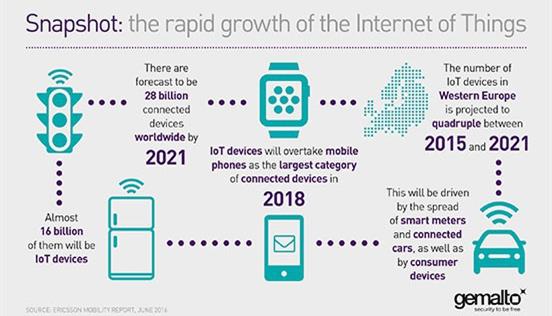 Snapshot: the rapid growth of the Internet of Things
There are
forecast to be
28 billion
connected
devices
worldwide by
2021
IoT devices will overtake mobile
phones as the largest category
of connected devices in
2018
The number of
IoT devices in
Western Europe
is projected to
quadruple between
2015 and 2021
This will be driven
by the spread
of smart meters
and connected
cars, as well as
by consumer
devices
Almost
16 billion
of them will be
IoT devices
SOURCE: ERICSSON MOBILITY REPORT, JUNE 2016
gemalto
security to be free